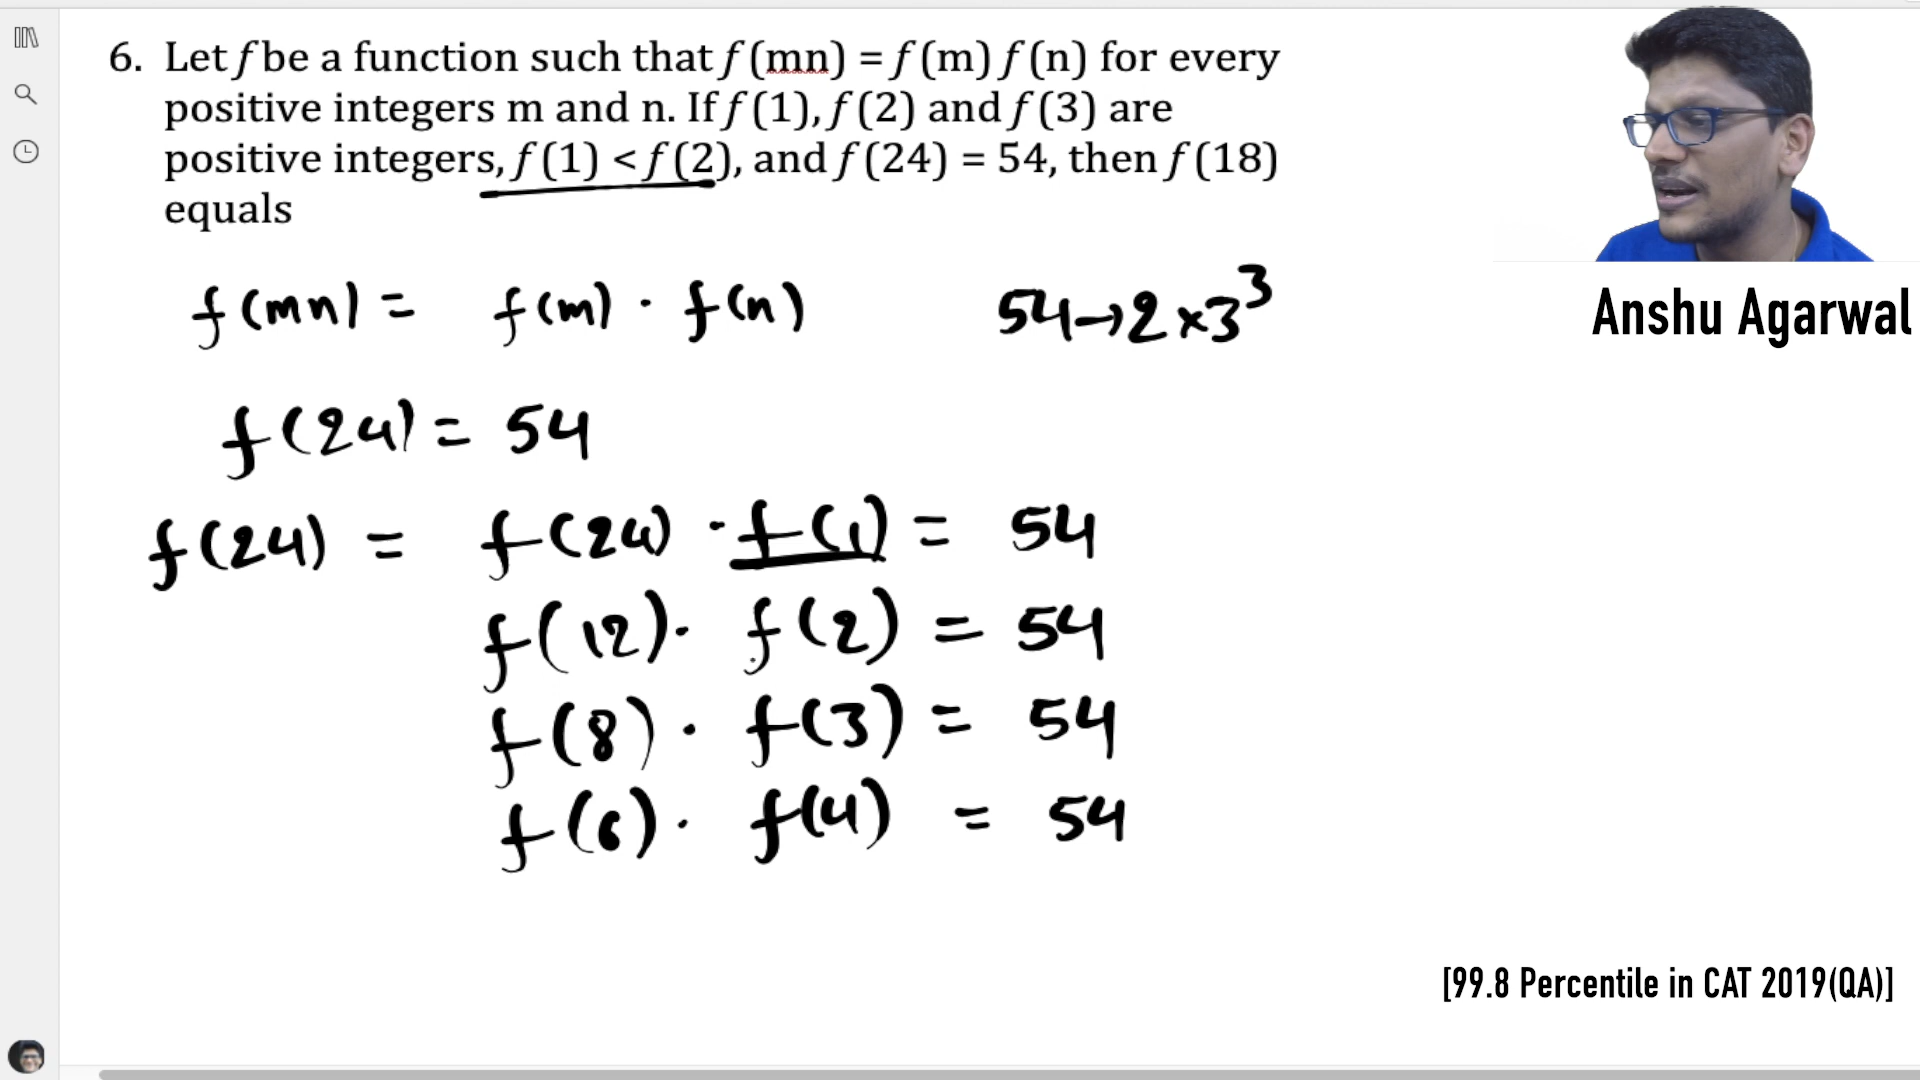 6. Let f be a function such that f (mn) = f (m) f (n) for every
positive integers m and n. If f (1), f (2) and f (3) are
positive integers, f (1) < f (2), and f (24) = 54, then f (18)
equals
f(mn) = f(m) · f(n)
54→2×3³
Anshu Agarwal
f(24) = 54
f(24) = f(24) · f(1) = 54
f(12) · f(2) = 54
f(8) · f(3) = 54
f(6) · f(4) = 54
[99.8 Percentile in CAT 2019(QA)]